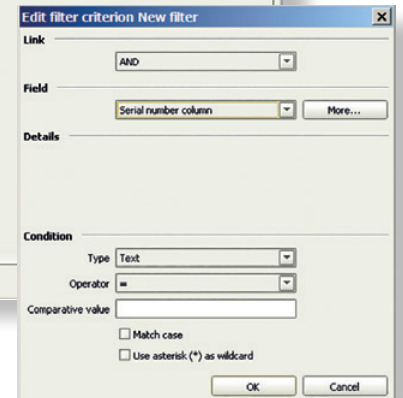 Edit filter criterion New filter
Link
AND
Field
Serial number column More...
Details
Condition
Type Text
Operator =
Comparative value
Match case
Use asterisk (*) as wildcard
OK Cancel